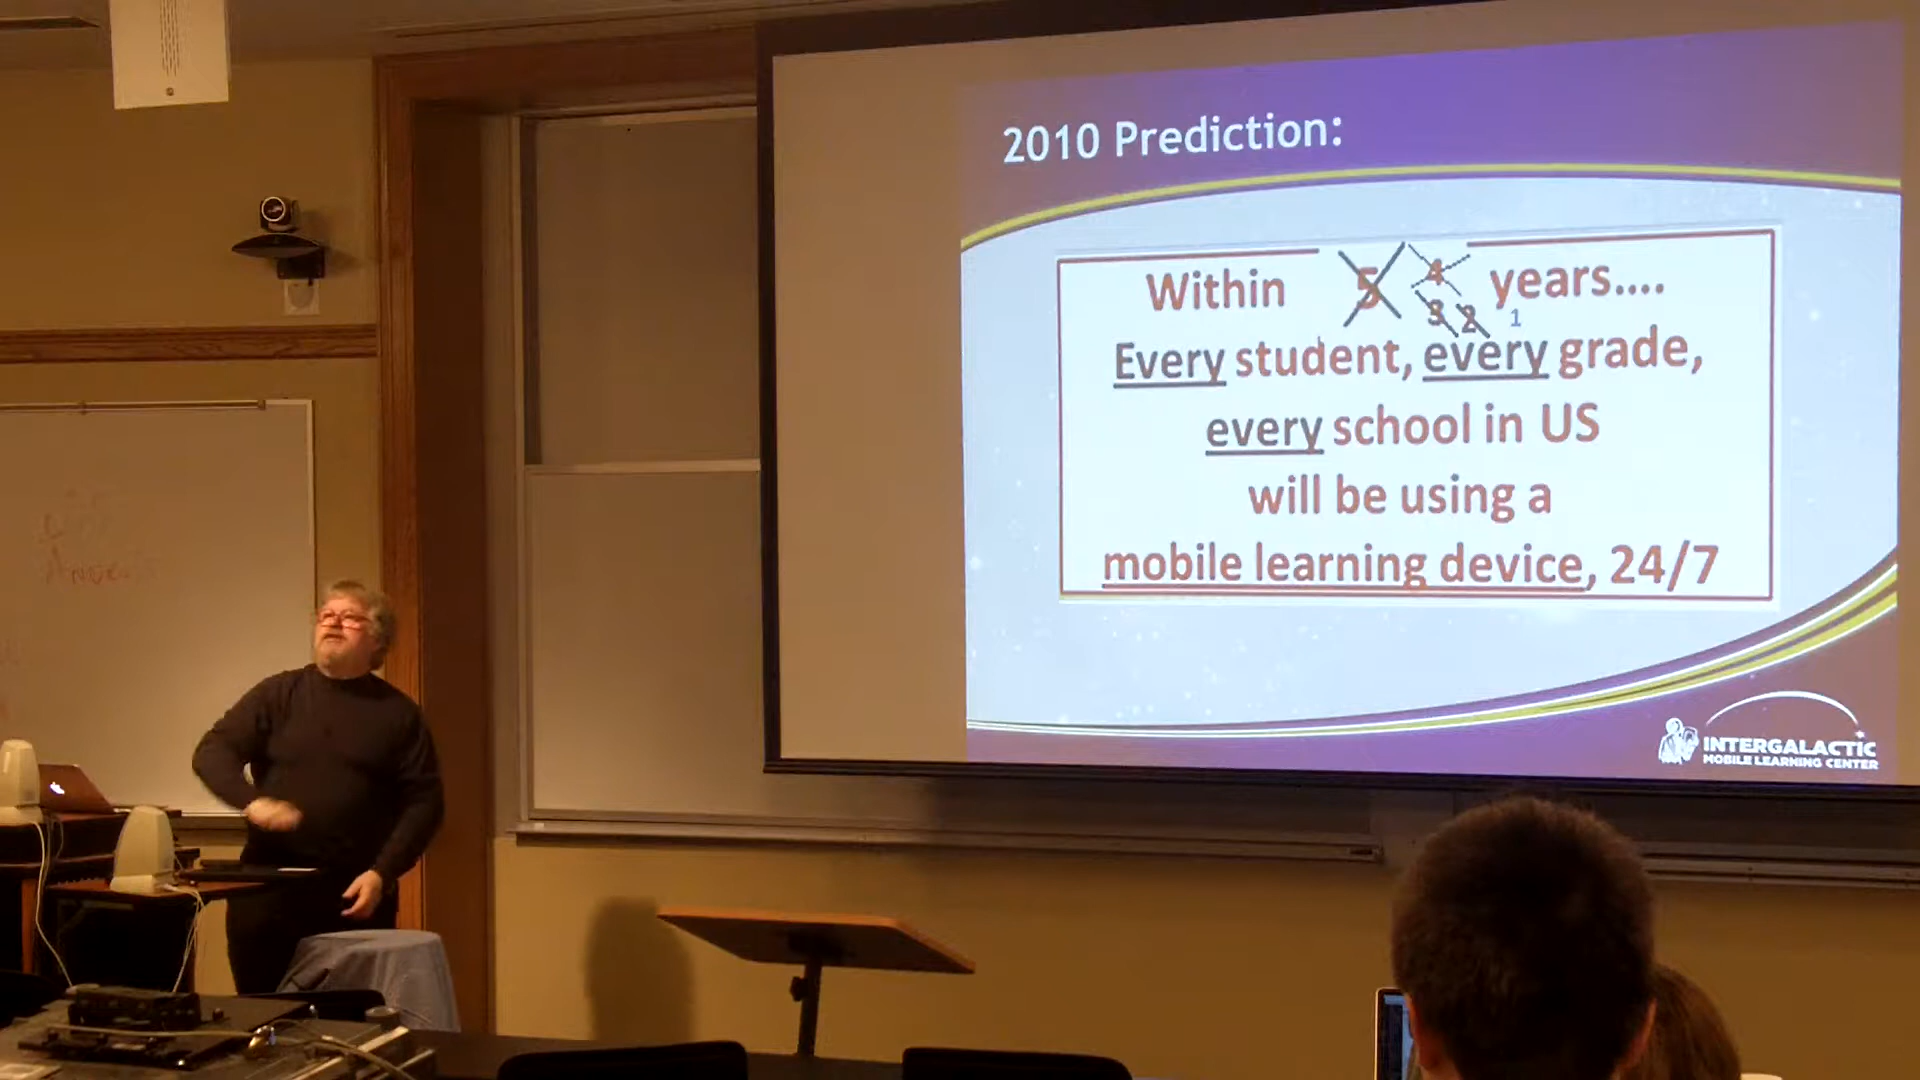 2010 Prediction:
Within 5 4 years....
3 2 1
Every student, every grade,
every school in US
will be using a
mobile learning device, 24/7
INTERGALACTIC
MOBILE LEARNING CENTER